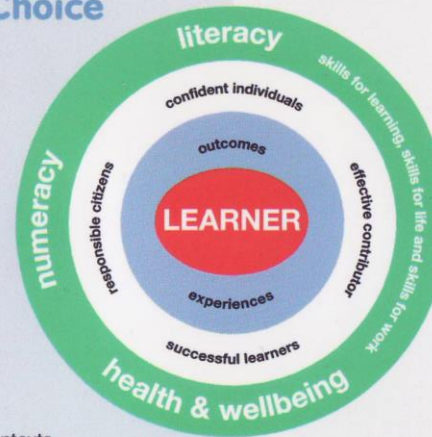 Choice
literacy
skills for learning, skills for life and skills for work
confident individuals
outcomes
numeracy
responsible citizens
LEARNER
effective contributor
experiences
successful learners
health & wellbeing